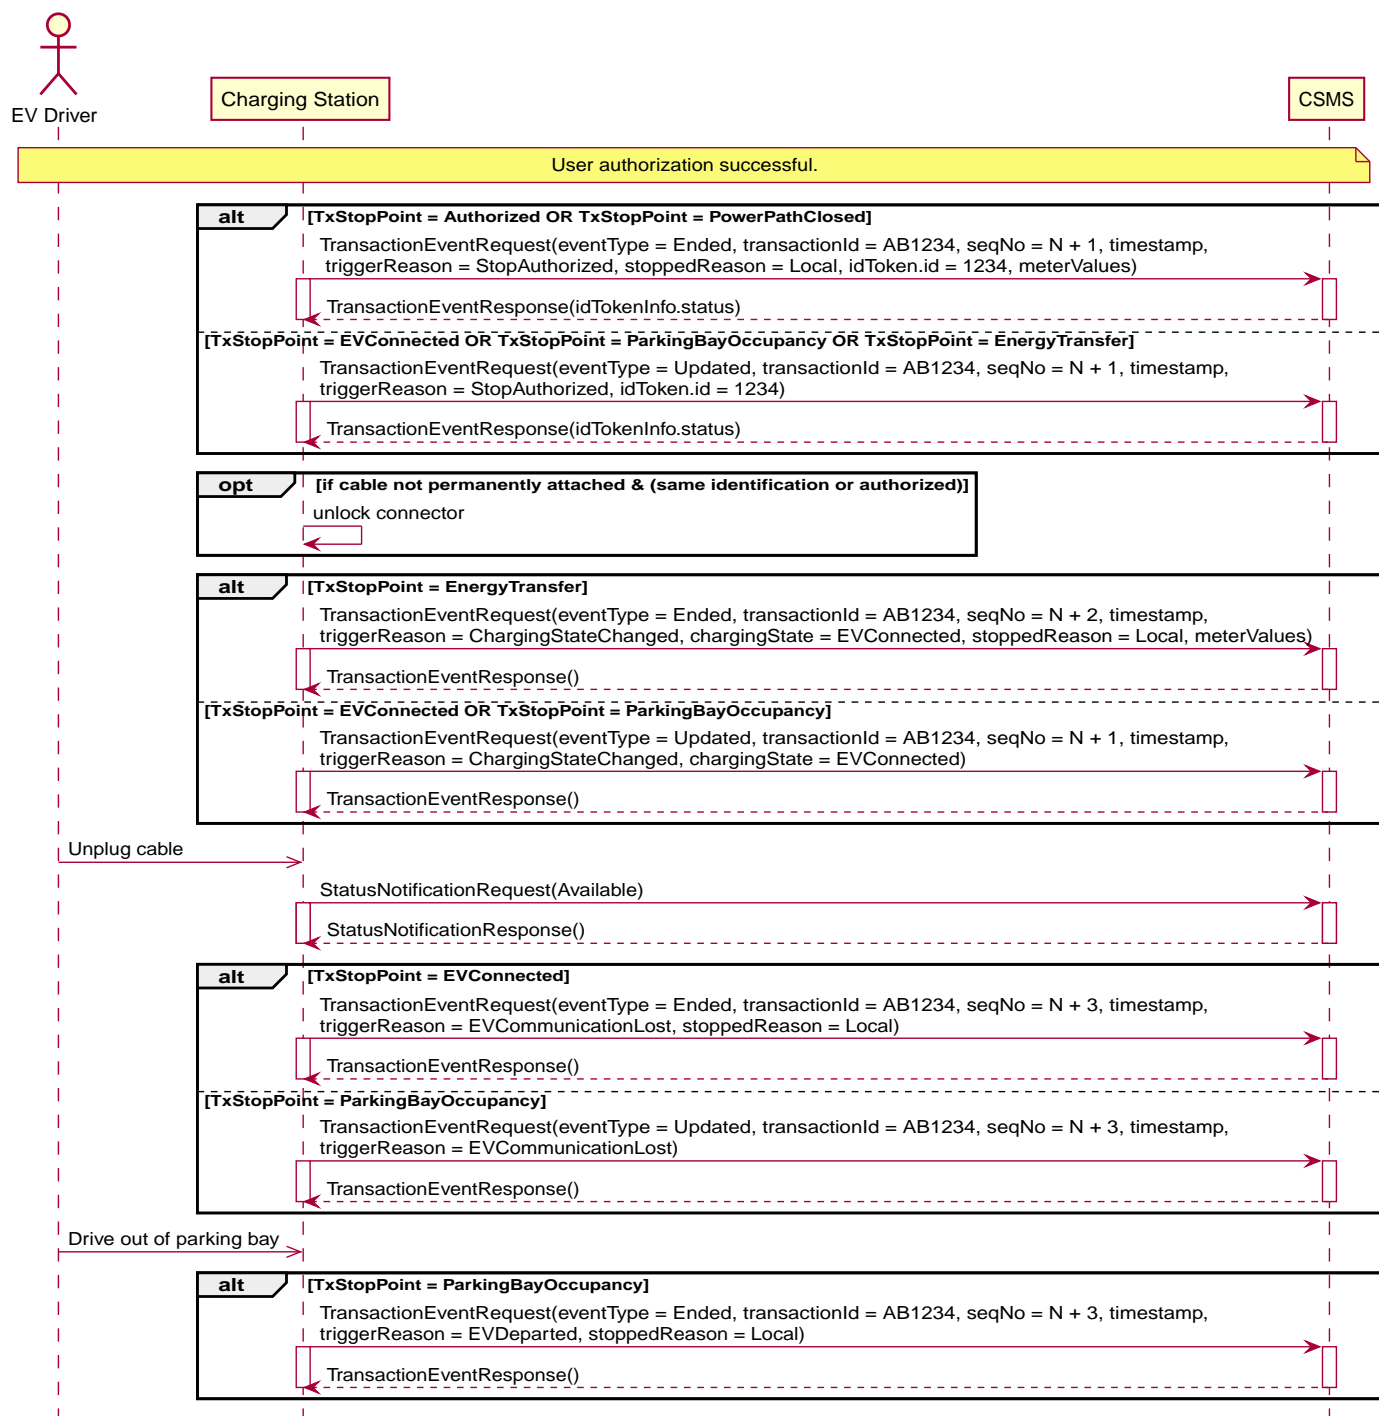 EV Driver
Charging Station
CSMS
User authorization successful.
alt
[TxStopPoint = Authorized OR TxStopPoint = PowerPathClosed]
TransactionEventRequest(eventType = Ended, transactionId = AB1234, seqNo = N + 1, timestamp,
triggerReason = StopAuthorized, stoppedReason = Local, idToken.id = 1234, meterValues)
TransactionEventResponse(idTokenInfo.status)
[TxStopPoint = EVConnected OR TxStopPoint = ParkingBayOccupancy OR TxStopPoint = EnergyTransfer]
TransactionEventRequest(eventType = Updated, transactionId = AB1234, seqNo = N + 1, timestamp,
triggerReason = StopAuthorized, idToken.id = 1234)
TransactionEventResponse(idTokenInfo.status)
opt
[if cable not permanently attached & (same identification or authorized)]
unlock connector
alt
[TxStopPoint = EnergyTransfer]
TransactionEventRequest(eventType = Ended, transactionId = AB1234, seqNo = N + 2, timestamp,
triggerReason = ChargingStateChanged, chargingState = EVConnected, stoppedReason = Local, meterValues)
TransactionEventResponse()
[TxStopPoint = EVConnected OR TxStopPoint = ParkingBayOccupancy]
TransactionEventRequest(eventType = Updated, transactionId = AB1234, seqNo = N + 1, timestamp,
triggerReason = ChargingStateChanged, chargingState = EVConnected)
TransactionEventResponse()
Unplug cable
StatusNotificationRequest(Available)
StatusNotificationResponse()
alt
[TxStopPoint = EVConnected]
TransactionEventRequest(eventType = Ended, transactionId = AB1234, seqNo = N + 3, timestamp,
triggerReason = EVCommunicationLost, stoppedReason = Local)
TransactionEventResponse()
[TxStopPoint = ParkingBayOccupancy]
TransactionEventRequest(eventType = Updated, transactionId = AB1234, seqNo = N + 3, timestamp,
triggerReason = EVCommunicationLost)
TransactionEventResponse()
Drive out of parking bay
alt
[TxStopPoint = ParkingBayOccupancy]
TransactionEventRequest(eventType = Ended, transactionId = AB1234, seqNo = N + 3, timestamp,
triggerReason = EVDeparted, stoppedReason = Local)
TransactionEventResponse()